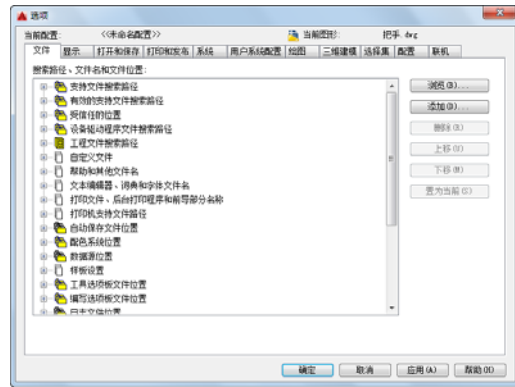 选项
当前配置: <<未命名配置>> 当前图形: 把手.dwg
文件 显示 打开和保存 打印和发布 系统 用户系统配置 绘图 三维建模 选择集 配置 联机
搜索路径、文件名和文件位置:
支持文件搜索路径
有效的支持文件搜索路径
受信任的位置
设备驱动程序文件搜索路径
工程文件搜索路径
自定义文件
帮助和其他文件名
文本编辑器、词典和字体文件名
打印文件、后台打印程序和前导部分名称
打印机支持文件路径
自动保存文件位置
配色系统位置
数据源位置
样板设置
工具选项板文件位置
编写选项板文件位置
日志文件位置
浏览(B)...
添加(D)...
删除(R)
上移(U)
下移(M)
置为当前(S)
确定 取消 应用(A) 帮助(H)